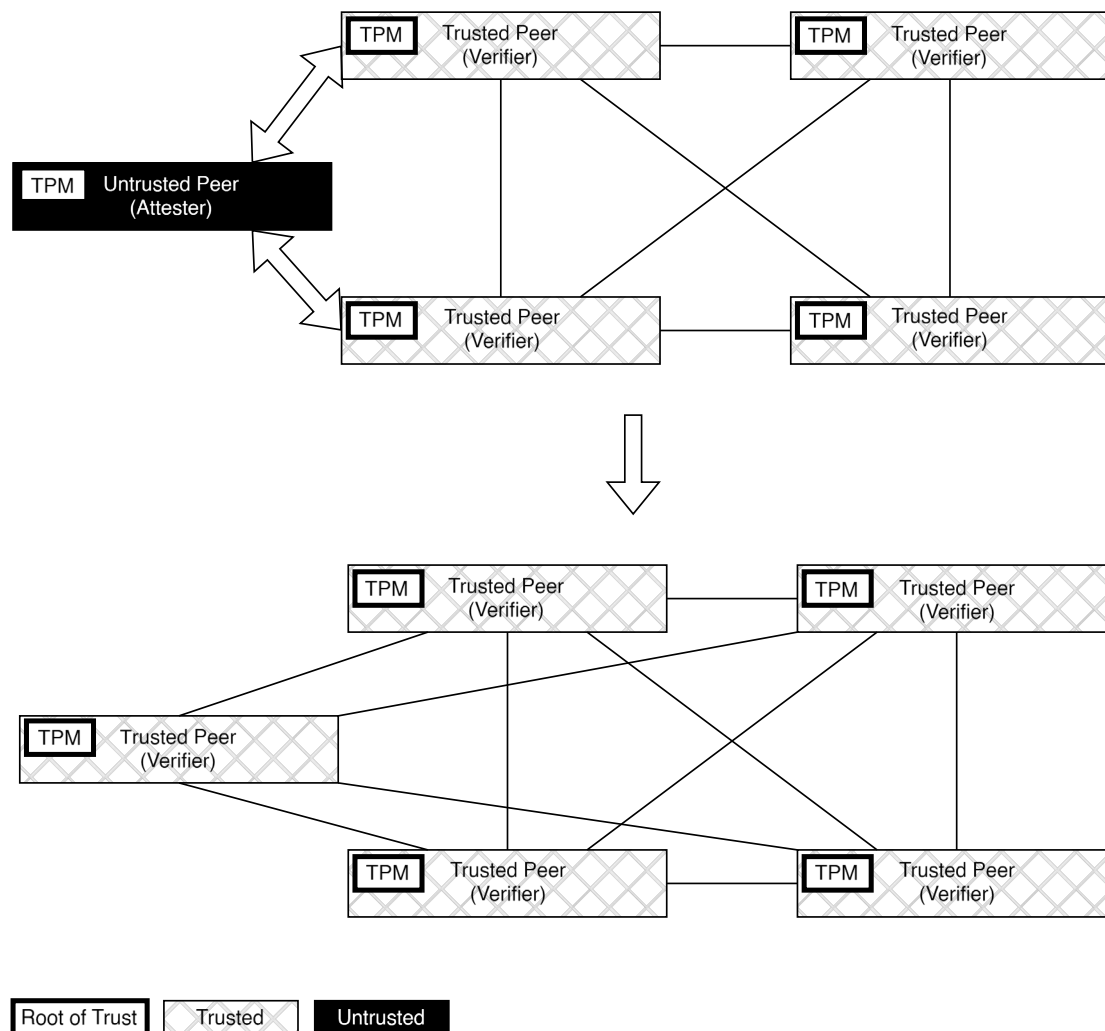 TPM
Trusted Peer
(Verifier)
TPM
Trusted Peer
(Verifier)
TPM
Untrusted Peer
(Attester)
TPM
Trusted Peer
(Verifier)
TPM
Trusted Peer
(Verifier)
TPM
Trusted Peer
(Verifier)
TPM
Trusted Peer
(Verifier)
TPM
Trusted Peer
(Verifier)
TPM
Trusted Peer
(Verifier)
TPM
Trusted Peer
(Verifier)
Root of Trust
Trusted
Untrusted